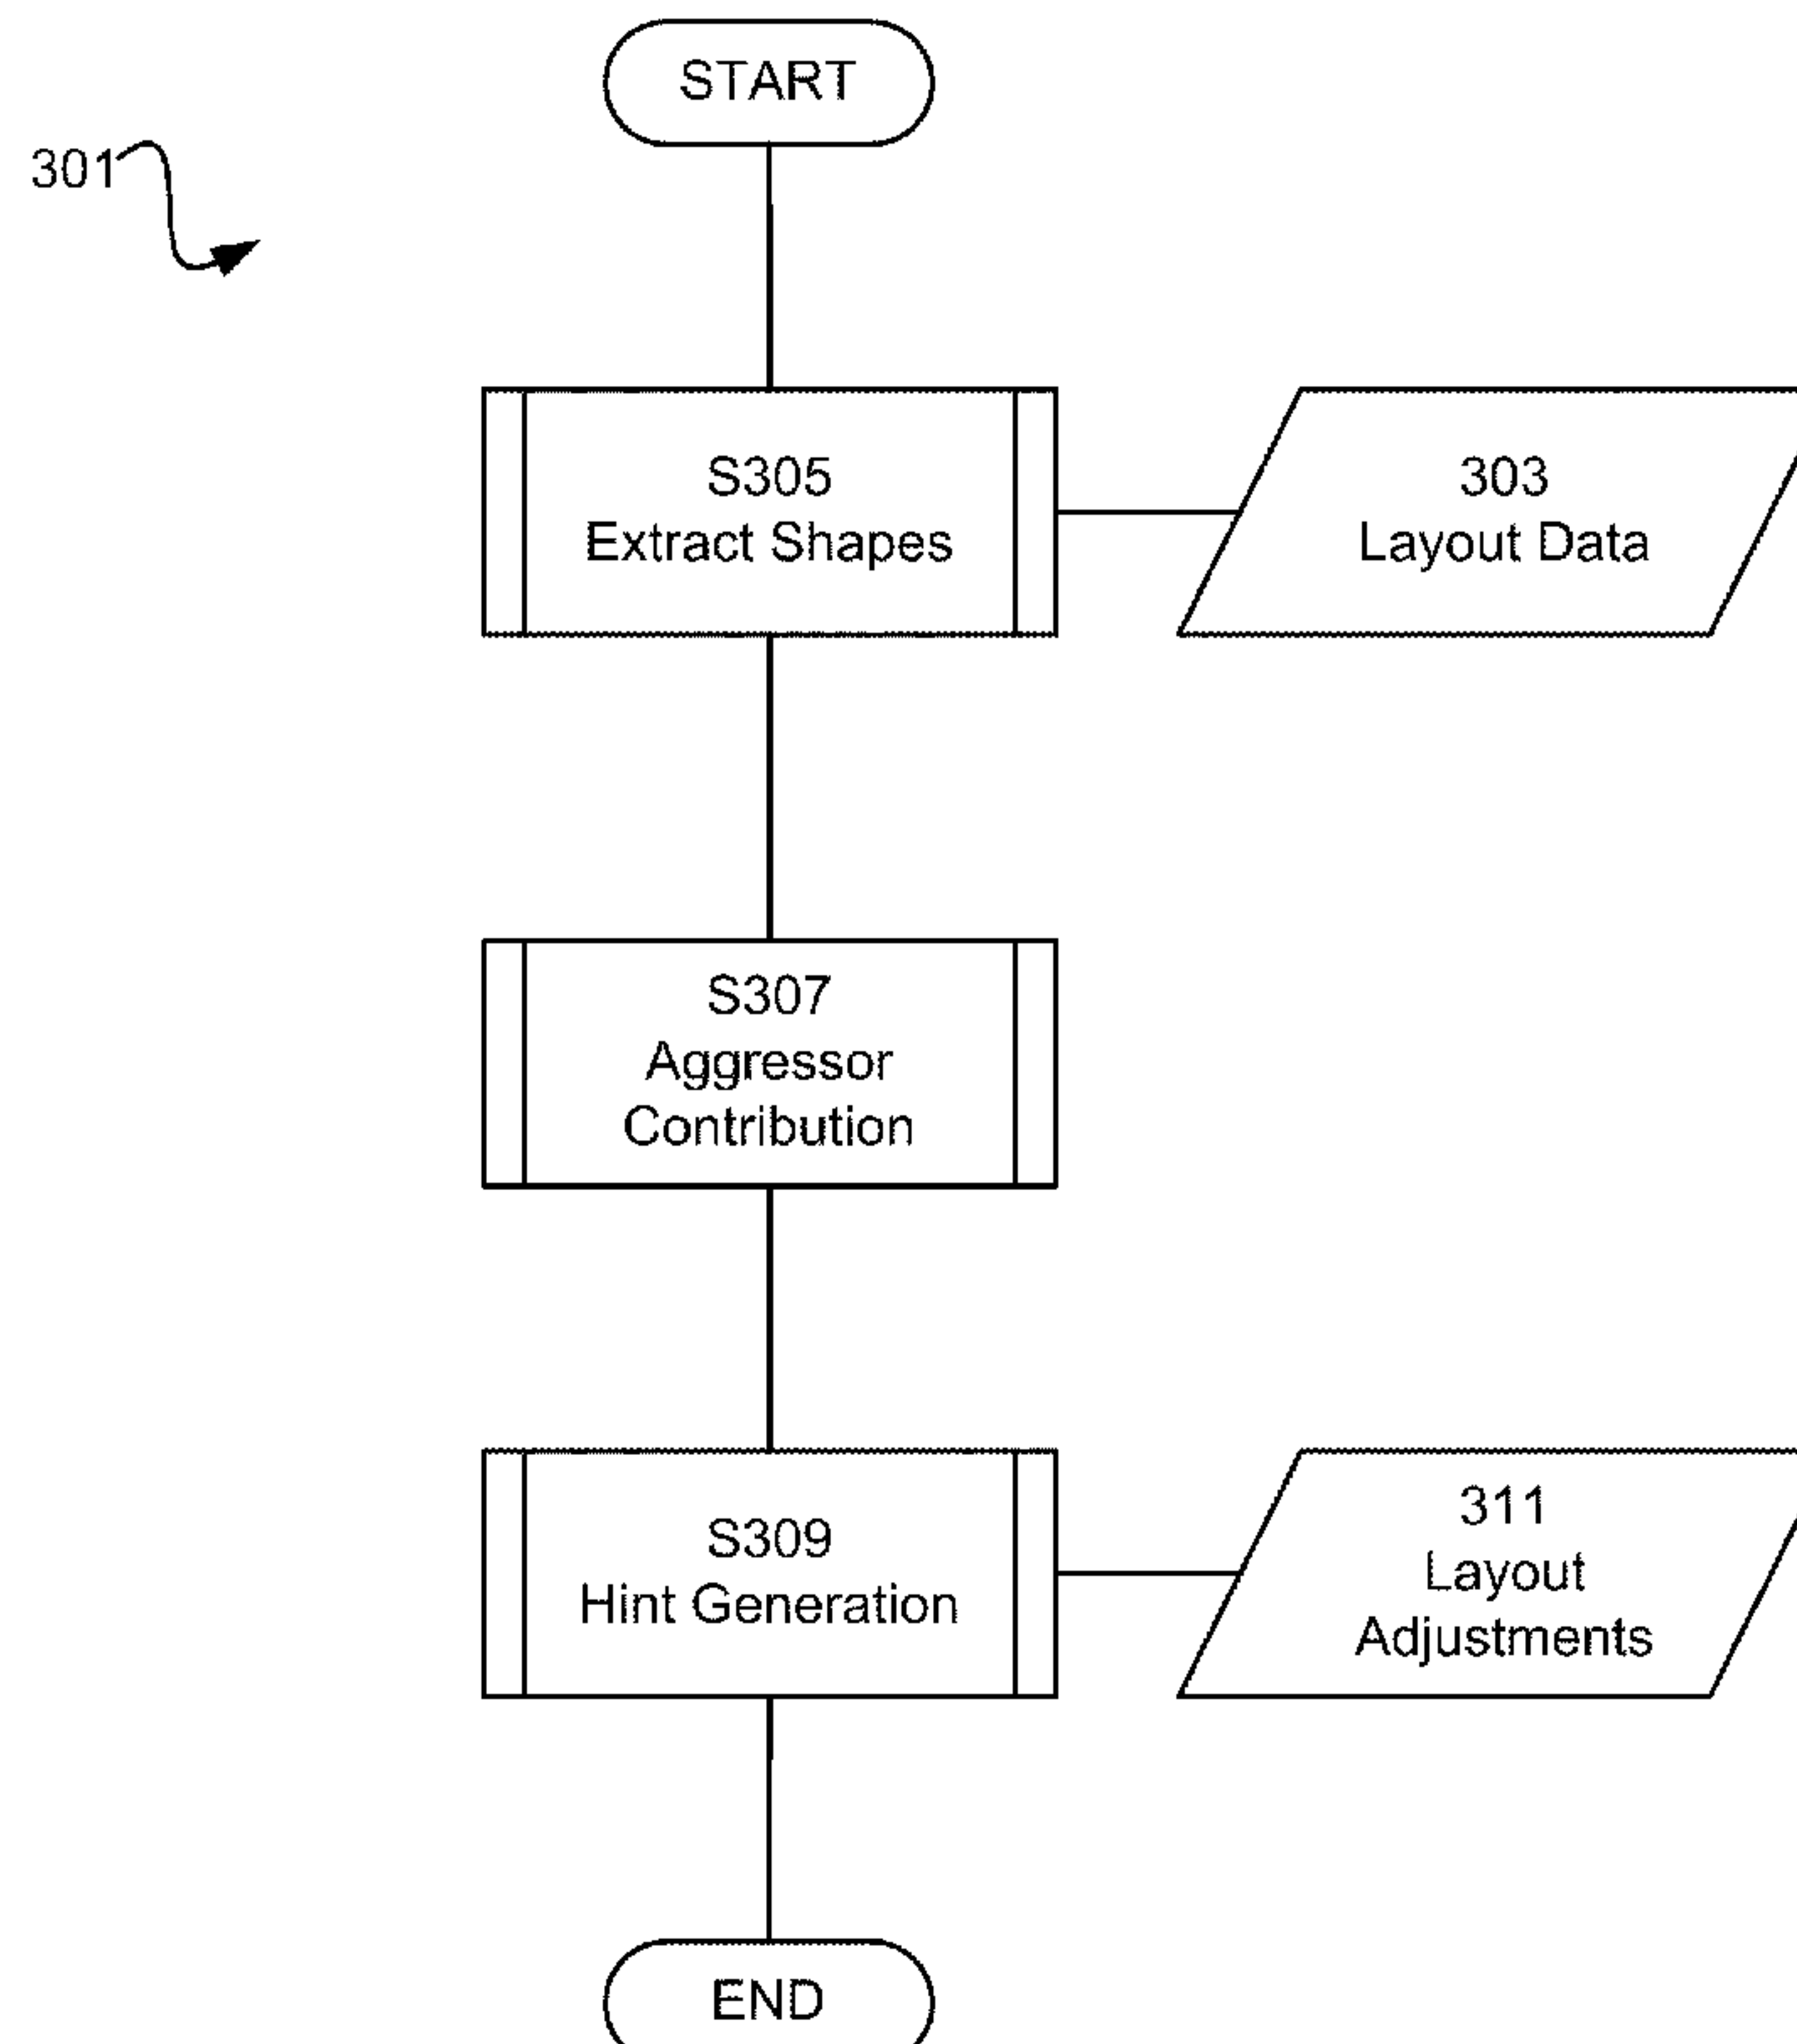 START
301
S305
Extract Shapes
303
Layout Data
S307
Aggressor
Contribution
S309
Hint Generation
311
Layout
Adjustments
END